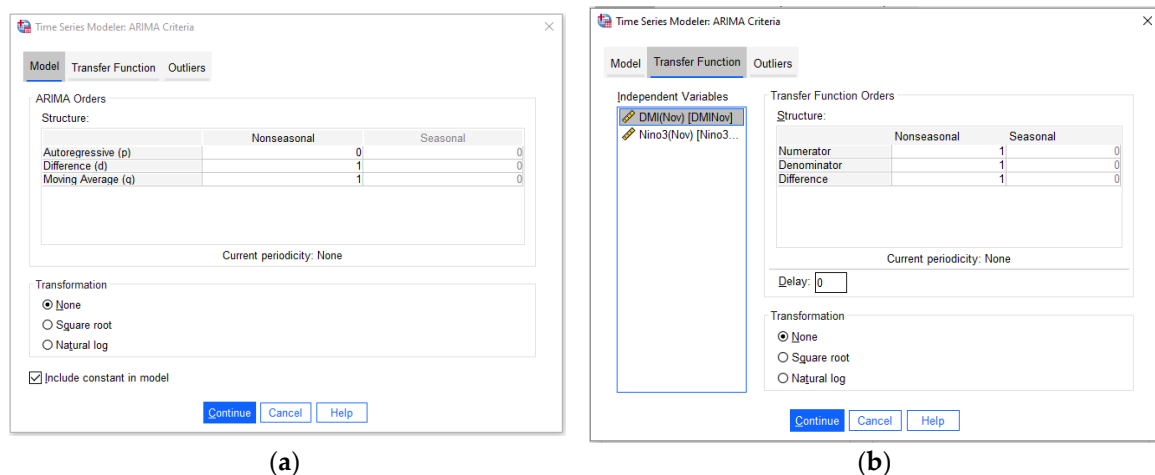 Time Series Modeler: ARIMA Criteria
Model Transfer Function Outliers
ARIMA Orders
Structure:
Nonseasonal Seasonal
Autoregressive (p) 0 0
Difference (d) 1 0
Moving Average (q) 1 0
Current periodicity: None
Transformation
None
Square root
Natural log
Include constant in model
Continue Cancel Help
(a)
Time Series Modeler: ARIMA Criteria
Model Transfer Function Outliers
Independent Variables
DMI(Nov) [DMINov]
Nino3(Nov) [Nino3...
Transfer Function Orders
Structure:
Nonseasonal Seasonal
Numerator 1 0
Denominator 1 0
Difference 1 0
Current periodicity: None
Delay: 0
Transformation
None
Square root
Natural log
Continue Cancel Help
(b)